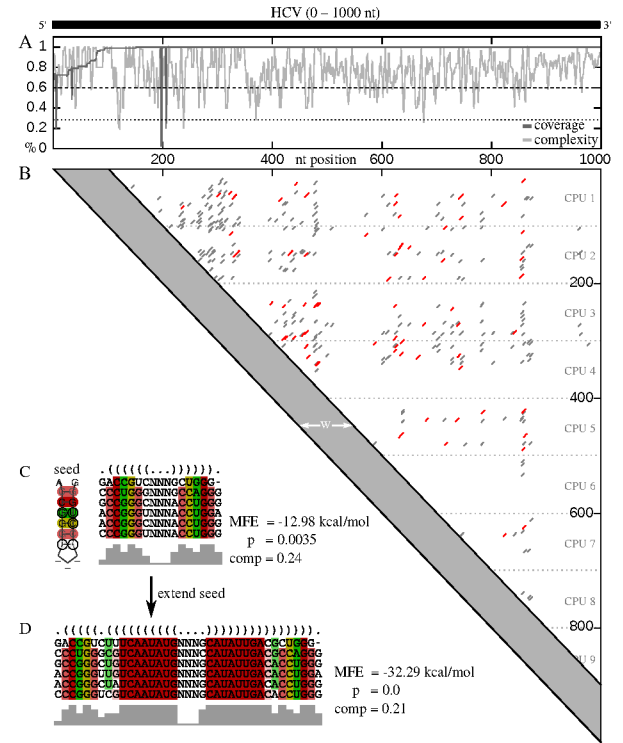 HCV (0 – 1000 nt)
5' 3'
A
1
0.8
0.6
0.4
0.2
% 0
coverage
complexity
200 400 nt position 600 800 1000
B
CPU 1
CPU 2
200
CPU 3
CPU 4
400
W
CPU 5
CPU 6
600
CPU 7
CPU 8
800
U 9
C
seed
A G
.((((((...)))))).
MFE = -12.98 kcal/mol
p = 0.0035
comp = 0.24
extend seed
D
MFE = -32.29 kcal/mol
p = 0.0
comp = 0.21